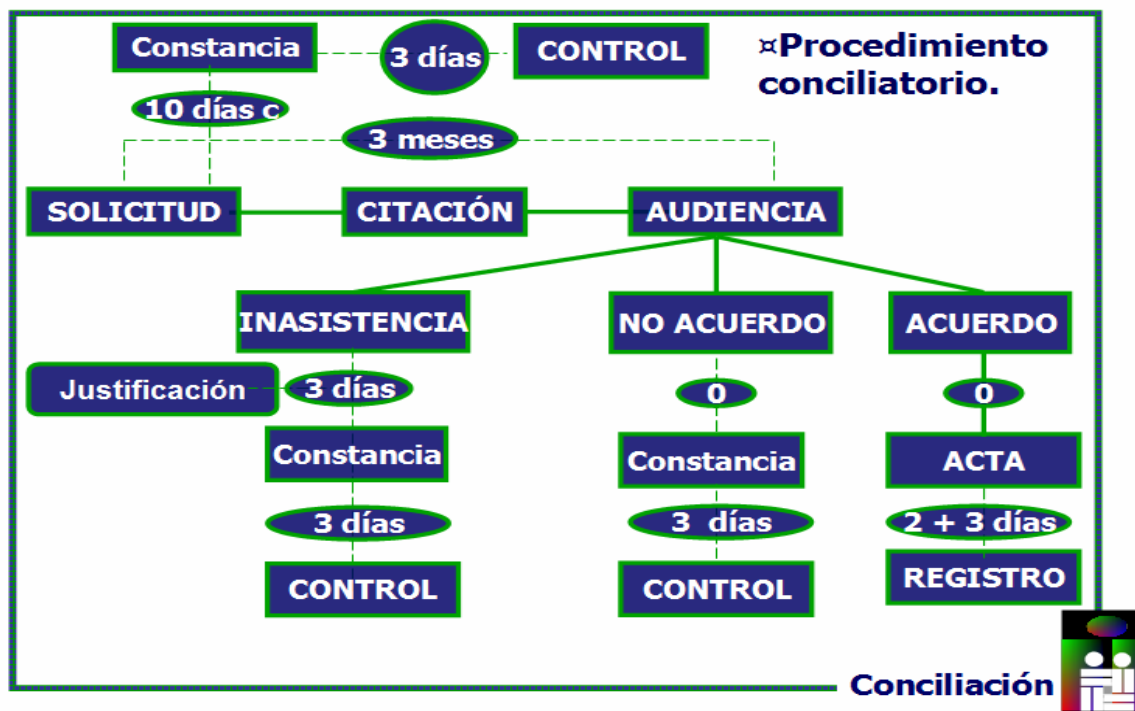 Constancia
3 días
CONTROL
¤Procedimiento
conciliatorio.
10 días c
3 meses
SOLICITUD
CITACIÓN
AUDIENCIA
INASISTENCIA
NO ACUERDO
ACUERDO
Justificación
3 días
0
0
Constancia
Constancia
ACTA
3 días
3 días
2 + 3 días
CONTROL
CONTROL
REGISTRO
Conciliación